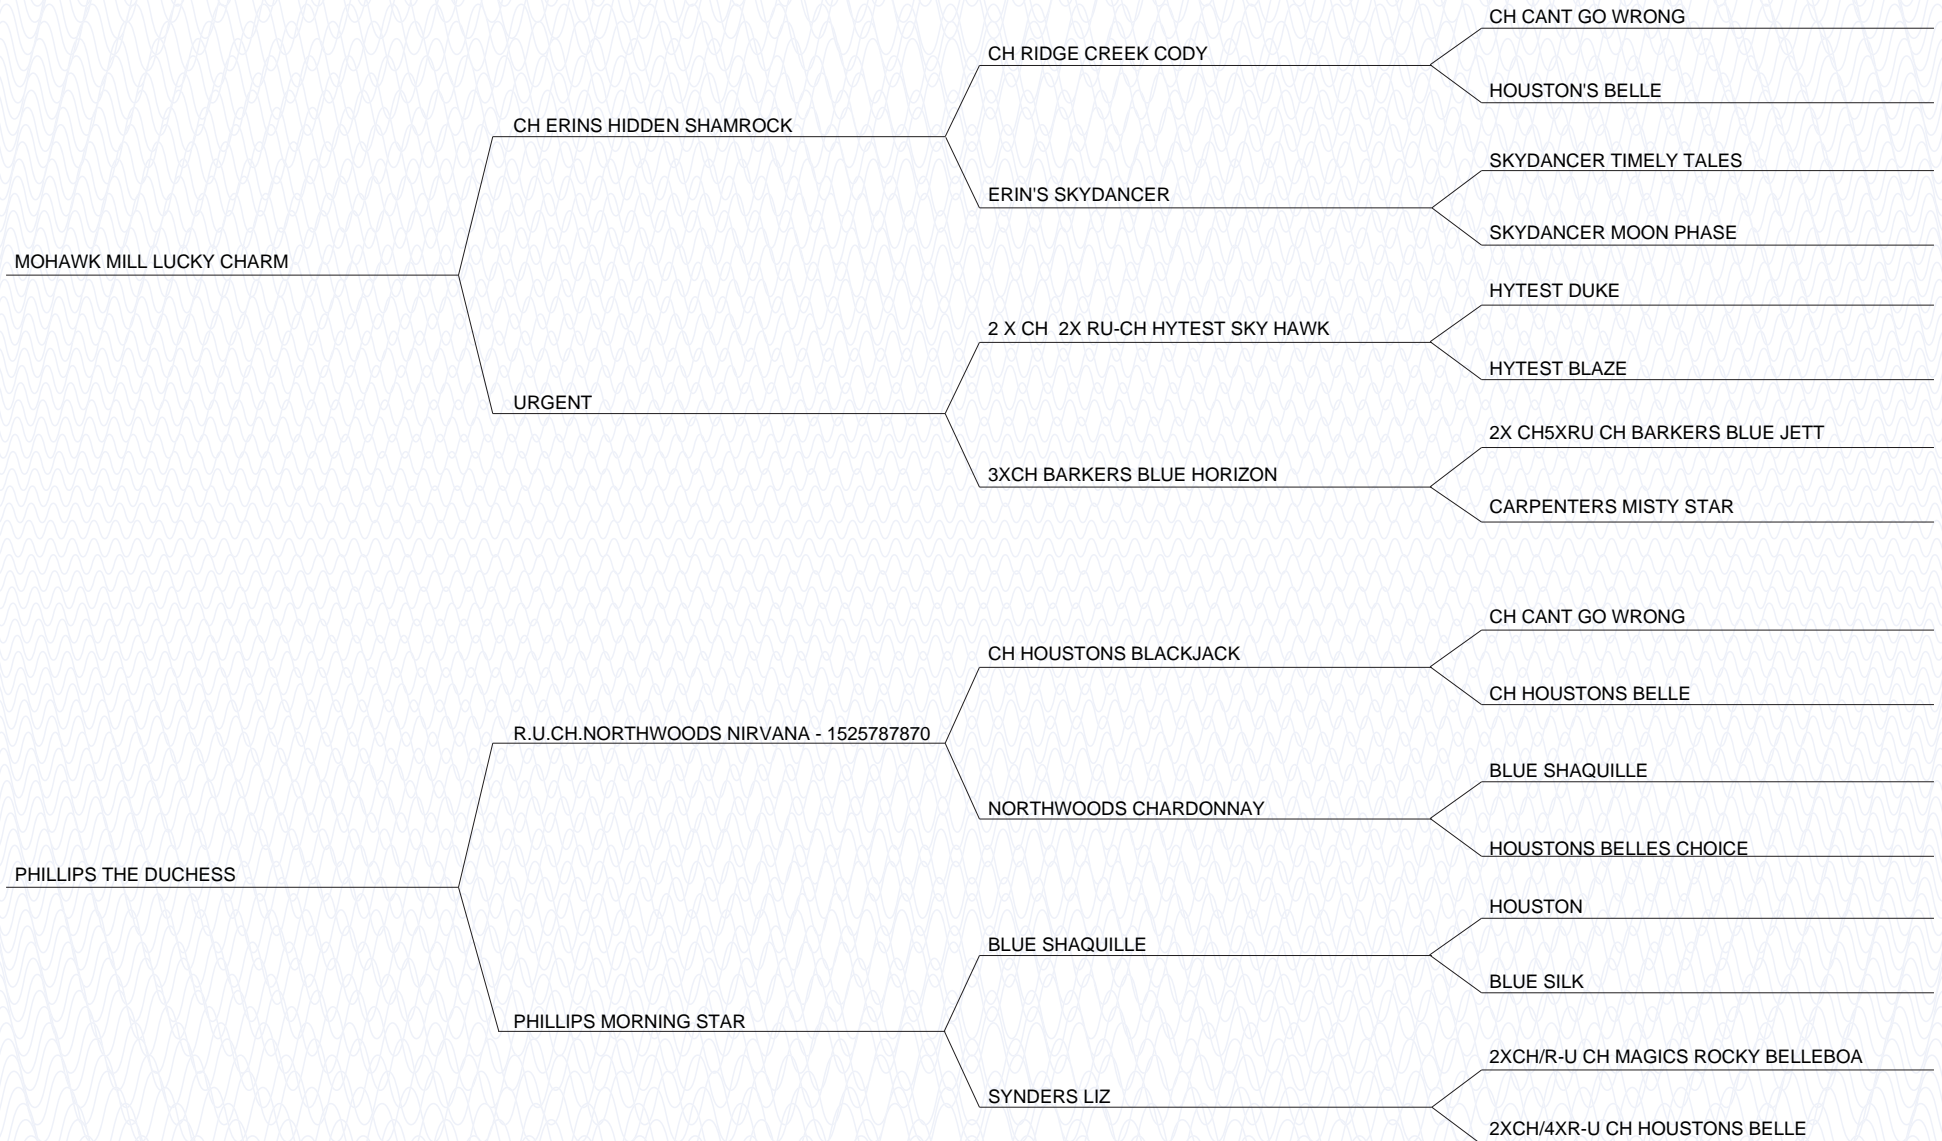 CH CANT GO WRONG
CH RIDGE CREEK CODY
HOUSTON'S BELLE
CH ERINS HIDDEN SHAMROCK
SKYDANCER TIMELY TALES
ERIN'S SKYDANCER
SKYDANCER MOON PHASE
MOHAWK MILL LUCKY CHARM
HYTEST DUKE
2 X CH  2X RU-CH HYTEST SKY HAWK
HYTEST BLAZE
URGENT
2X CH5XRU CH BARKERS BLUE JETT
3XCH BARKERS BLUE HORIZON
CARPENTERS MISTY STAR
CH CANT GO WRONG
CH HOUSTONS BLACKJACK
CH HOUSTONS BELLE
R.U.CH.NORTHWOODS NIRVANA - 1525787870
BLUE SHAQUILLE
NORTHWOODS CHARDONNAY
HOUSTONS BELLES CHOICE
PHILLIPS THE DUCHESS
HOUSTON
BLUE SHAQUILLE
BLUE SILK
PHILLIPS MORNING STAR
2XCH/R-U CH MAGICS ROCKY BELLEBOA
SYNDERS LIZ
2XCH/4XR-U CH HOUSTONS BELLE